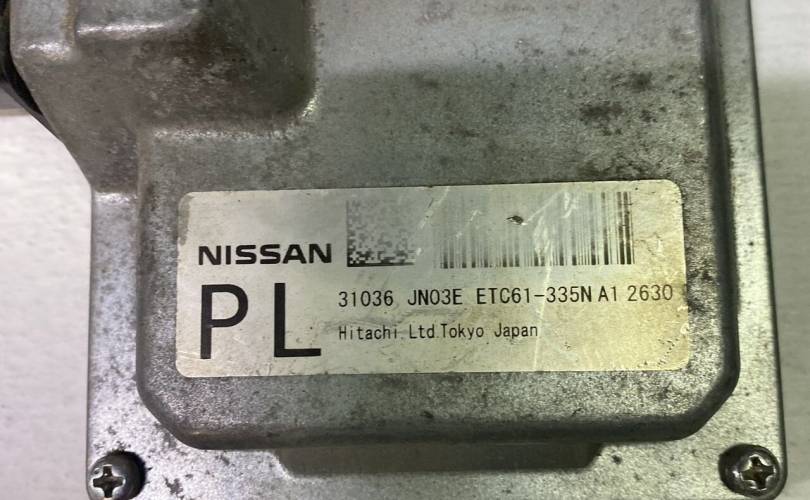 NISSAN
PL
31036 JN03E ETC61-335N A1 2630
Hitachi.Ltd.Tokyo Japan